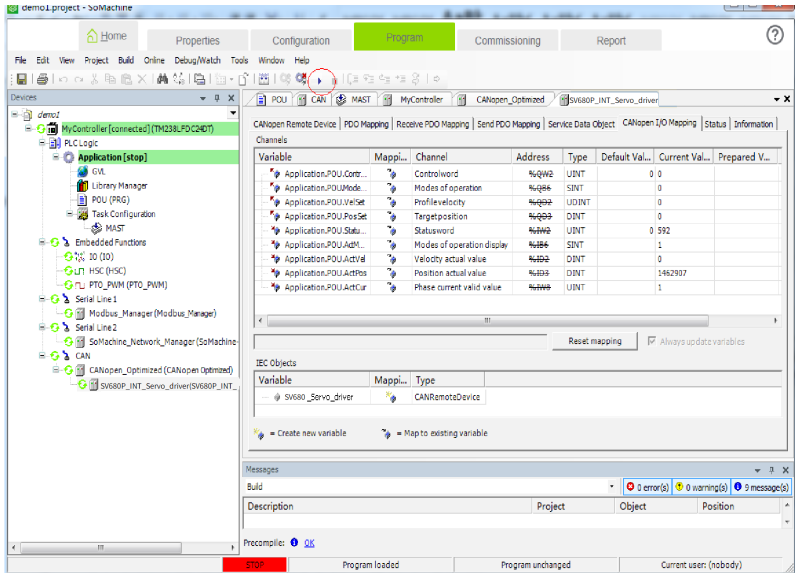 demo1.project - SoMachine
Home Properties Configuration Program Commissioning Report
File Edit View Project Build Online Debug/Watch Tools Window Help
Devices
demo1
MyController [connected] (TM238LFDC24DT)
PLC Logic
Application [stop]
GVL
Library Manager
POU (PRG)
Task Configuration
MAST
Embedded Functions
IO (IO)
HSC (HSC)
PTO_PWM (PTO_PWM)
Serial Line 1
Modbus_Manager (Modbus_Manager)
Serial Line 2
SoMachine_Network_Manager (SoMachine-
CAN
CANopen_Optimized (CANopen Optimized)
SV680P_INT_Servo_driver(SV680P_INT_
POU CAN MAST MyController CANopen_Optimized SV680P_INT_Servo_driver
CANopen Remote Device PDO Mapping Receive PDO Mapping Send PDO Mapping Service Data Object CANopen I/O Mapping Status Information
Channels
Variable Mappi... Channel Address Type Default Val... Current Val... Prepared V...
Application.POU.Contr... Controlword %QW2 UINT 0 0
Application.POU.Mode... Modes of operation %QB6 SINT 0
Application.POU.VelSet Profilevelocity %QD2 UDINT 0
Application.POU.PosSet Targetposition %QD3 DINT 0
Application.POU.Statu... Statusword %IW2 UINT 0 592
Application.POU.ActM... Modes of operation display %IB6 SINT 1
Application.POU.ActVel Velocity actual value %ID2 DINT 0
Application.POU.ActPos Position actual value %ID3 DINT 1462907
Application.POU.ActCur Phase current valid value %IW8 UINT 1
Reset mapping Always update variables
IEC Objects
Variable Mappi... Type
SV680 _Servo_driver CANRemoteDevice
= Create new variable = Map to existing variable
Messages
Build 0 error(s) 0 warning(s) 9 message(s)
Description Project Object Position
Precompile: OK
STOP Program loaded Program unchanged Current user: (nobody)